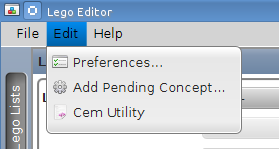 Lego Editor
File Edit Help
Preferences...
Add Pending Concept...
Cem Utility
Lego Lists